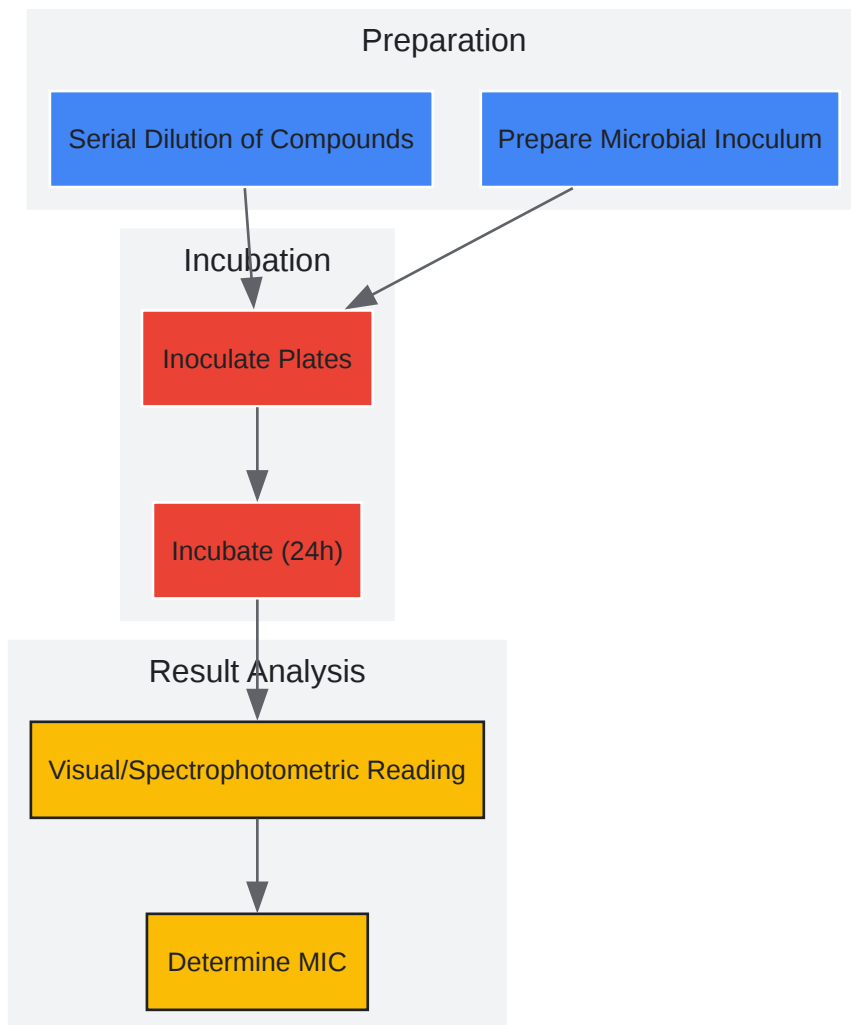 Preparation
Serial Dilution of Compounds
Prepare Microbial Inoculum
Incubation
Inoculate Plates
Incubate (24h)
Result Analysis
Visual/Spectrophotometric Reading
Determine MIC